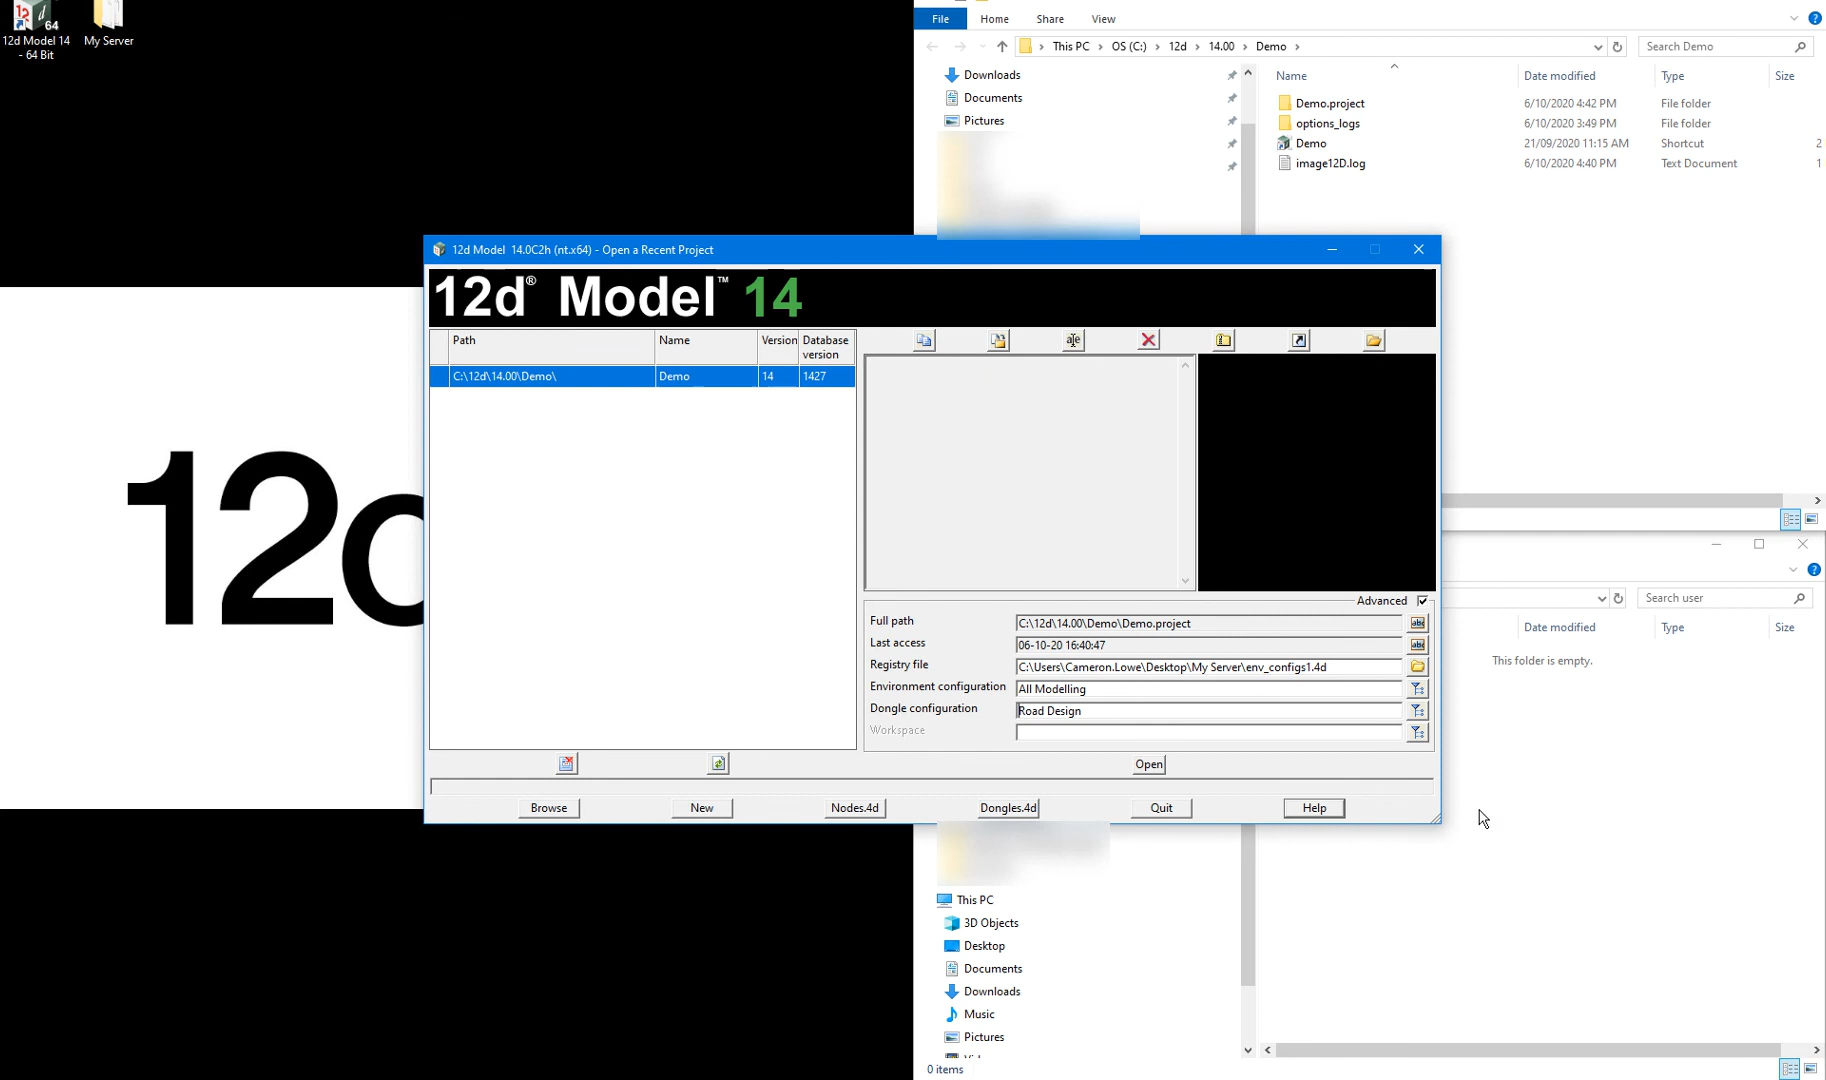 12d Model 14
- 64 Bit
My Server
File
Home
Share
View
This PC > OS (C:) > 12d > 14.00 > Demo >
Search Demo
Downloads
Documents
Pictures
Name
Date modified
Type
Size
Demo.project
6/10/2020 4:42 PM
File folder
options_logs
6/10/2020 3:49 PM
File folder
Demo
21/09/2020 11:15 AM
Shortcut
2
image12D.log
6/10/2020 4:40 PM
Text Document
1
12d Model 14.0C2h (nt.x64) - Open a Recent Project
12d® Model™ 14
Path
Name
Version
Database
version
C:\12d\14.00\Demo\
Demo
14
1427
Advanced
Full path
C:\12d\14.00\Demo\Demo.project
Last access
06-10-20 16:40:47
Registry file
C:\Users\Cameron.Lowe\Desktop\My Server\env_configs1.4d
Environment configuration
All Modelling
Dongle configuration
Road Design
Workspace
Open
Browse
New
Nodes.4d
Dongles.4d
Quit
Help
12d
Search user
Date modified
Type
Size
This folder is empty.
This PC
3D Objects
Desktop
Documents
Downloads
Music
Pictures
0 items